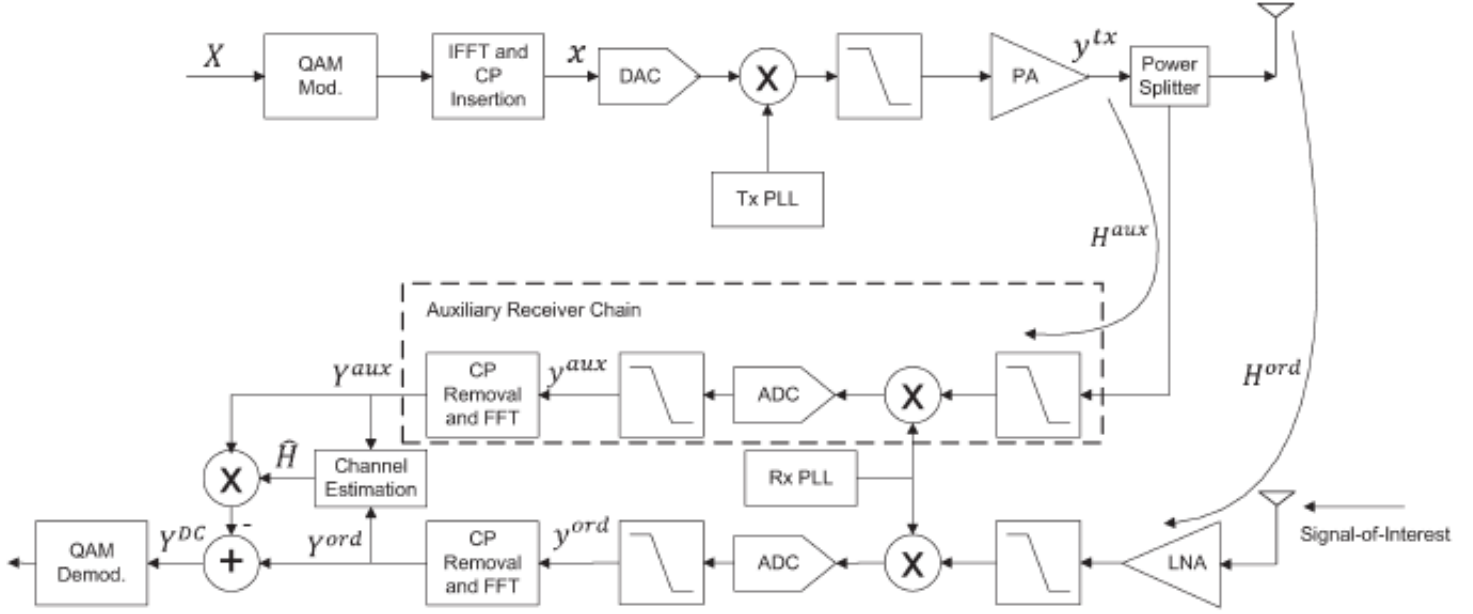 X
QAM
Mod.
IFFT and
CP
Insertion
x
DAC
X
PA
y^{tx}
Power
Splitter
Tx PLL
H^{aux}
Auxiliary Receiver Chain
Y^{aux}
CP
Removal
and FFT
y^{aux}
ADC
X
H^{ord}
X
Ĥ
Channel
Estimation
Rx PLL
QAM
Demod.
Y^{DC}
-
+
Y^{ord}
CP
Removal
and FFT
y^{ord}
ADC
X
LNA
Signal-of-Interest